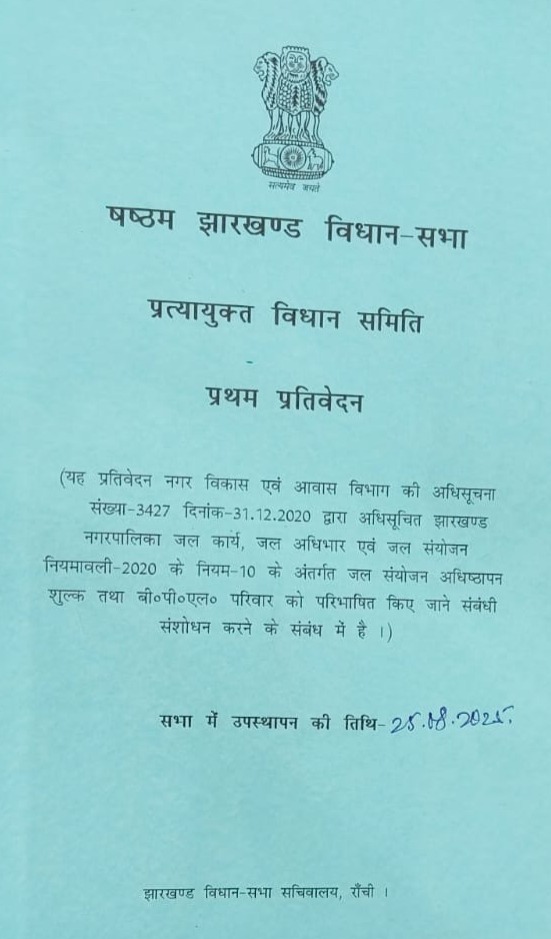 सत्यमेव जयते
षष्ठम झारखण्ड विधान-सभा
प्रत्यायुक्त विधान समिति
प्रथम प्रतिवेदन
(यह प्रतिवेदन नगर विकास एवं आवास विभाग की अधिसूचना
संख्या-3427 दिनांक-31.12.2020 द्वारा अधिसूचित झारखण्ड
नगरपालिका जल कार्य, जल अधिभार एवं जल संयोजन
नियमावली-2020 के नियम-10 के अंतर्गत जल संयोजन अधिष्ठापन
शुल्क तथा बी०पी०एल० परिवार को परिभाषित किए जाने संबंधी
संशोधन करने के संबंध में है ।)
सभा में उपस्थापन की तिथि- 25.08.2025.
झारखण्ड विधान-सभा सचिवालय, राँची ।